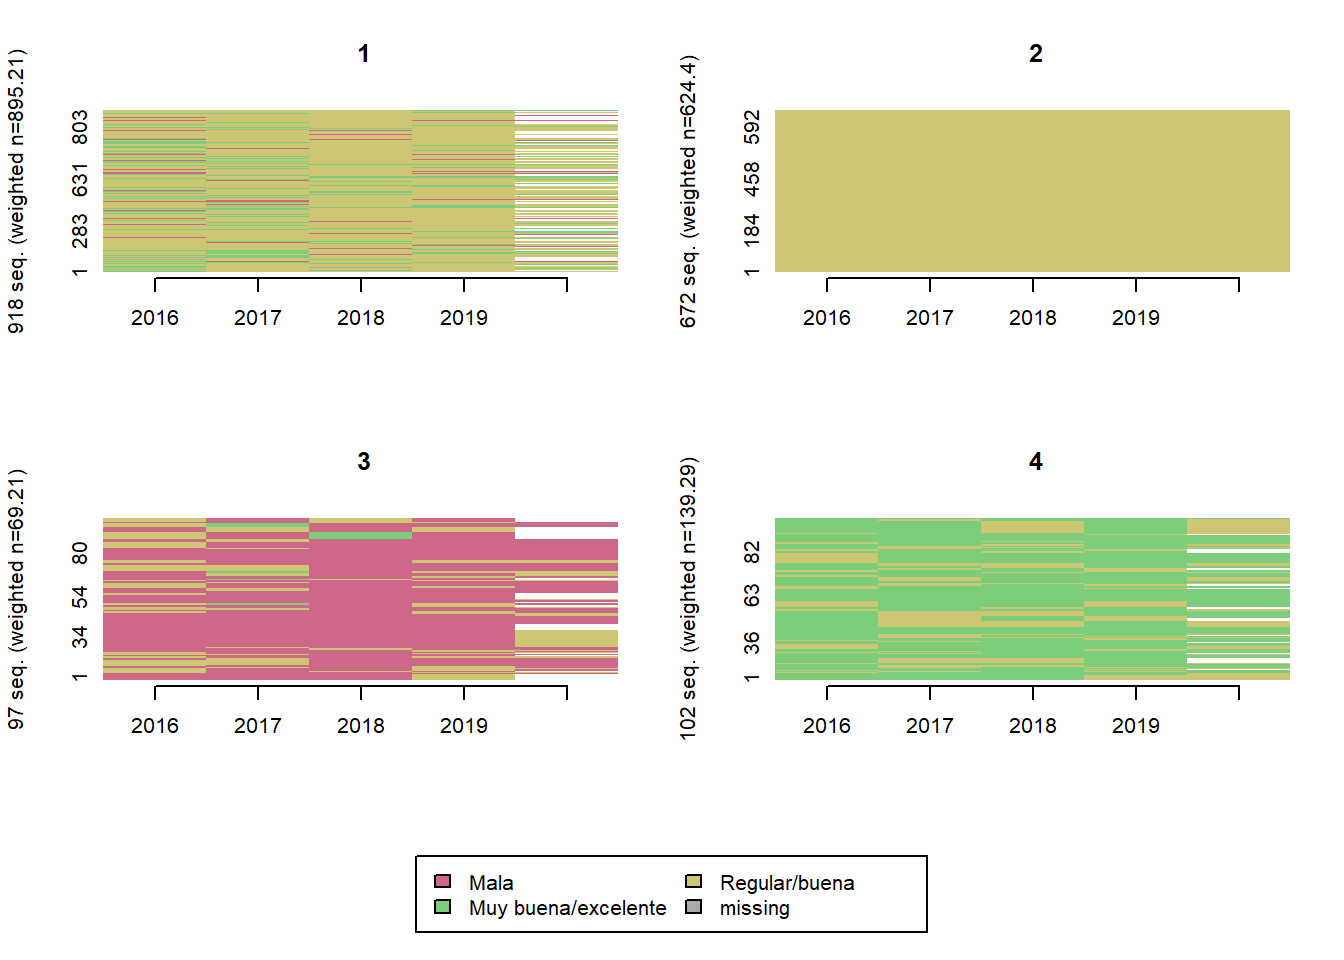 1
918 seq. (weighted n=895.21)
803
631
283
1
2016 2017 2018 2019
2
672 seq. (weighted n=624.4)
592
458
184
1
2016 2017 2018 2019
3
97 seq. (weighted n=69.21)
80
54
34
1
2016 2017 2018 2019
4
102 seq. (weighted n=139.29)
82
63
36
1
2016 2017 2018 2019
Mala Regular/buena
Muy buena/excelente missing